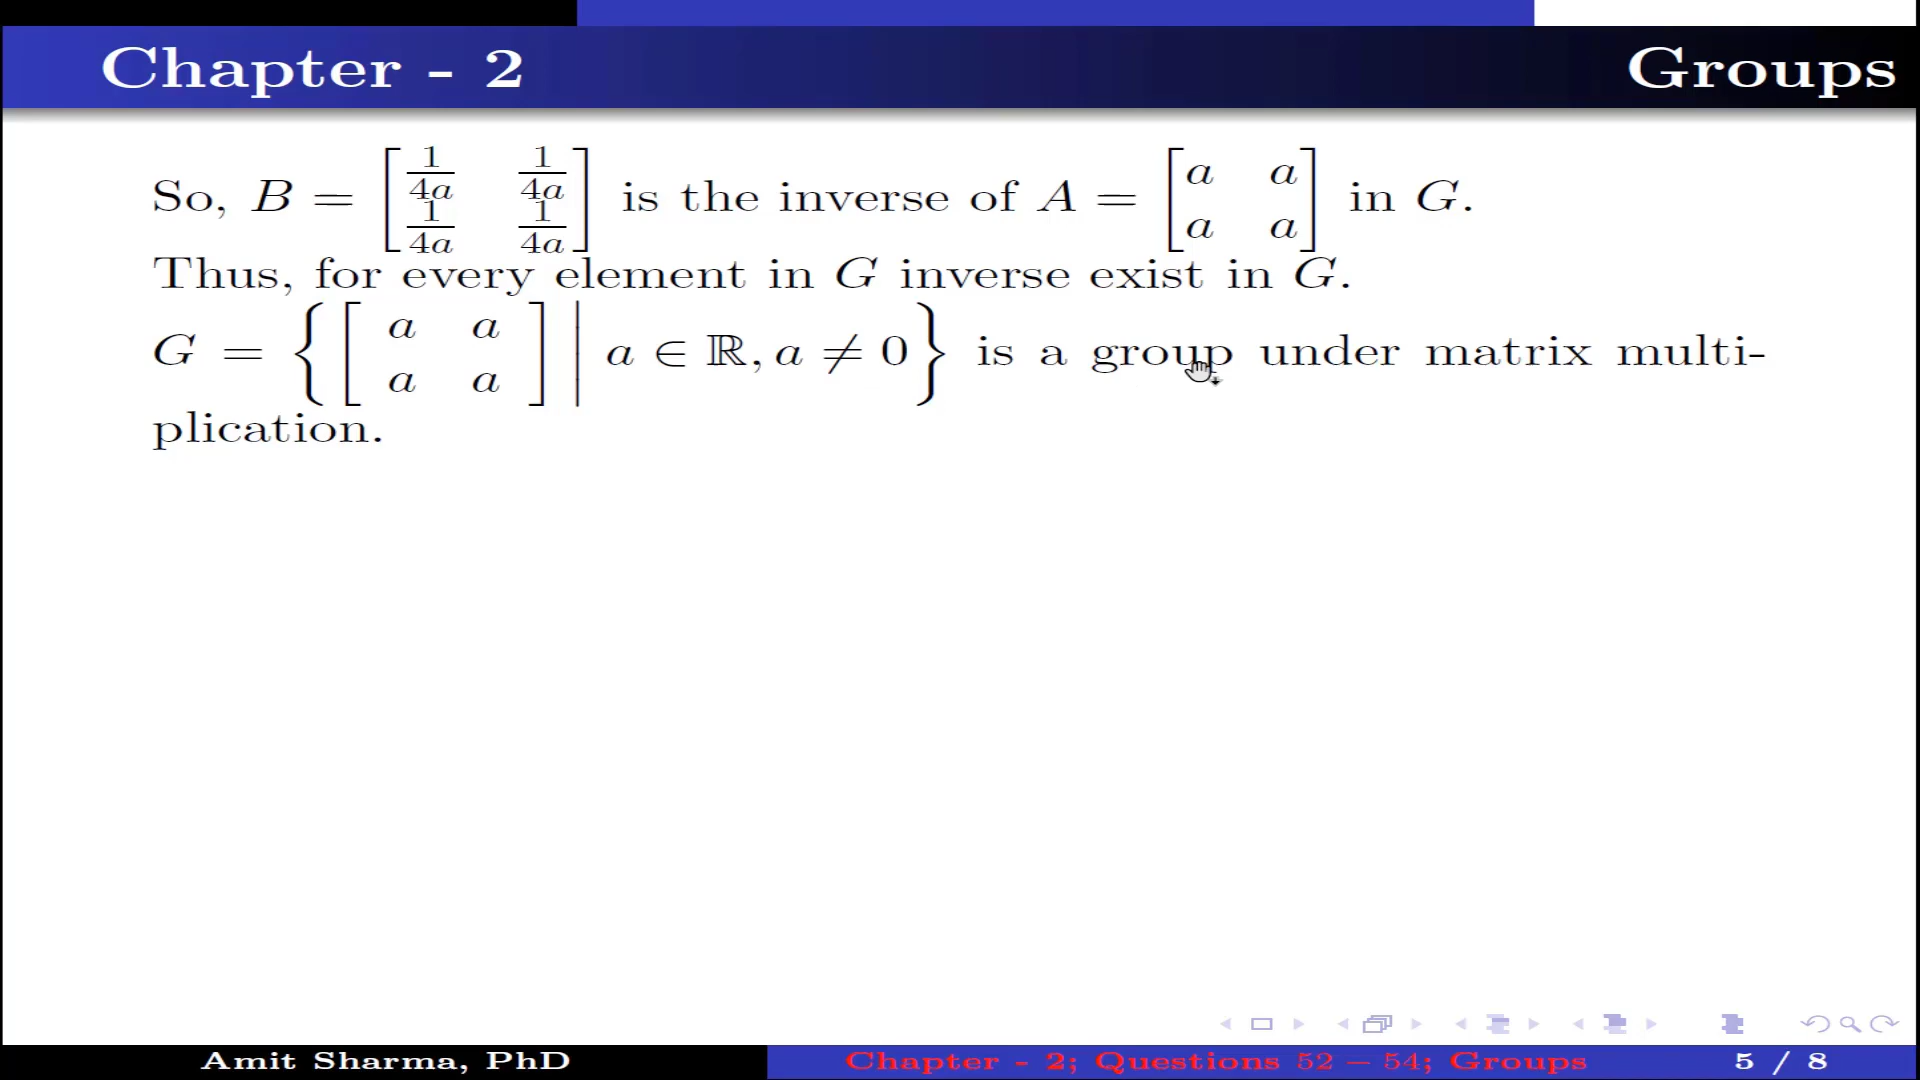 Chapter - 2 Groups
So, B = [1/4a 1/4a; 1/4a 1/4a] is the inverse of A = [a a; a a] in G.
Thus, for every element in G inverse exist in G.
G = {[a a; a a] | a ∈ ℝ, a ≠ 0} is a group under matrix multi-
plication.
Amit Sharma, PhD Chapter - 2; Questions 52 – 54; Groups 5 / 8